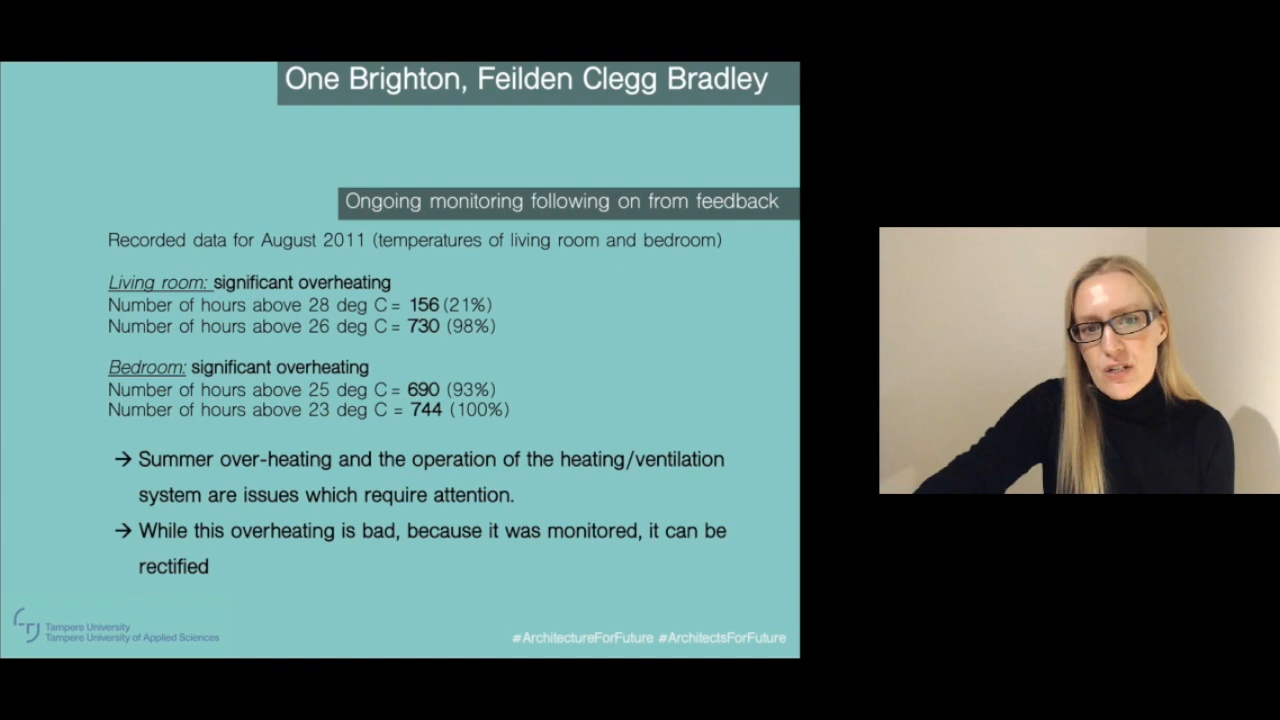 One Brighton, Feilden Clegg Bradley
Ongoing monitoring following on from feedback
Recorded data for August 2011 (temperatures of living room and bedroom)
Living room: significant overheating
Number of hours above 28 deg C = 156 (21%)
Number of hours above 26 deg C = 730 (98%)
Bedroom: significant overheating
Number of hours above 25 deg C = 690 (93%)
Number of hours above 23 deg C = 744 (100%)
→ Summer over-heating and the operation of the heating/ventilation
system are issues which require attention.
→ While this overheating is bad, because it was monitored, it can be
rectified
Tampere University
Tampere University of Applied Sciences
#ArchitectureForFuture #ArchitectsForFuture